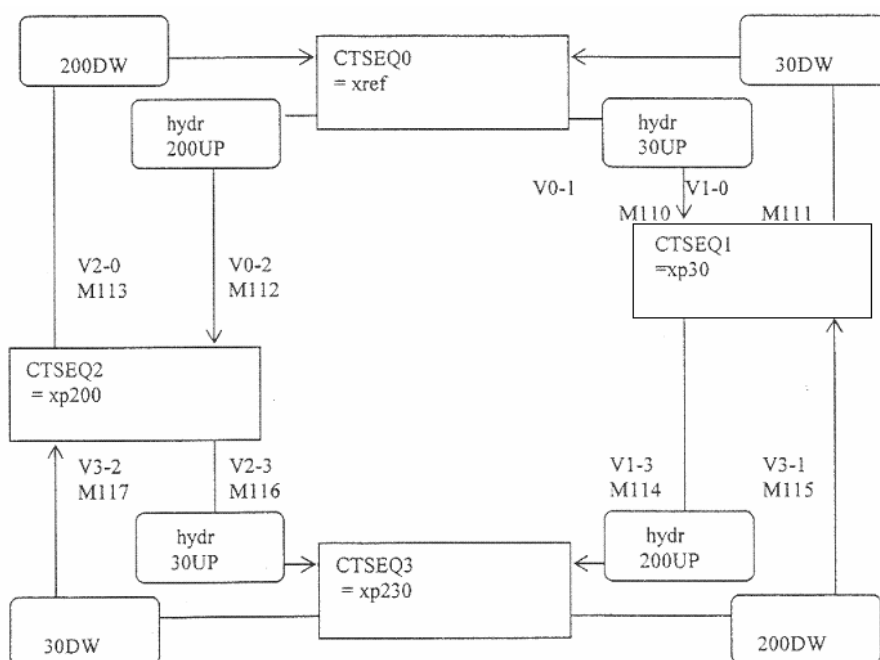 200DW
CTSEQ0
= xref
30DW
hydr
200UP
hydr
30UP
V0-1
V1-0
M110
M111
CTSEQ1
=xp30
V2-0
M113
V0-2
M112
CTSEQ2
= xp200
V3-2
M117
V2-3
M116
V1-3
M114
V3-1
M115
hydr
30UP
CTSEQ3
= xp230
hydr
200UP
30DW
200DW